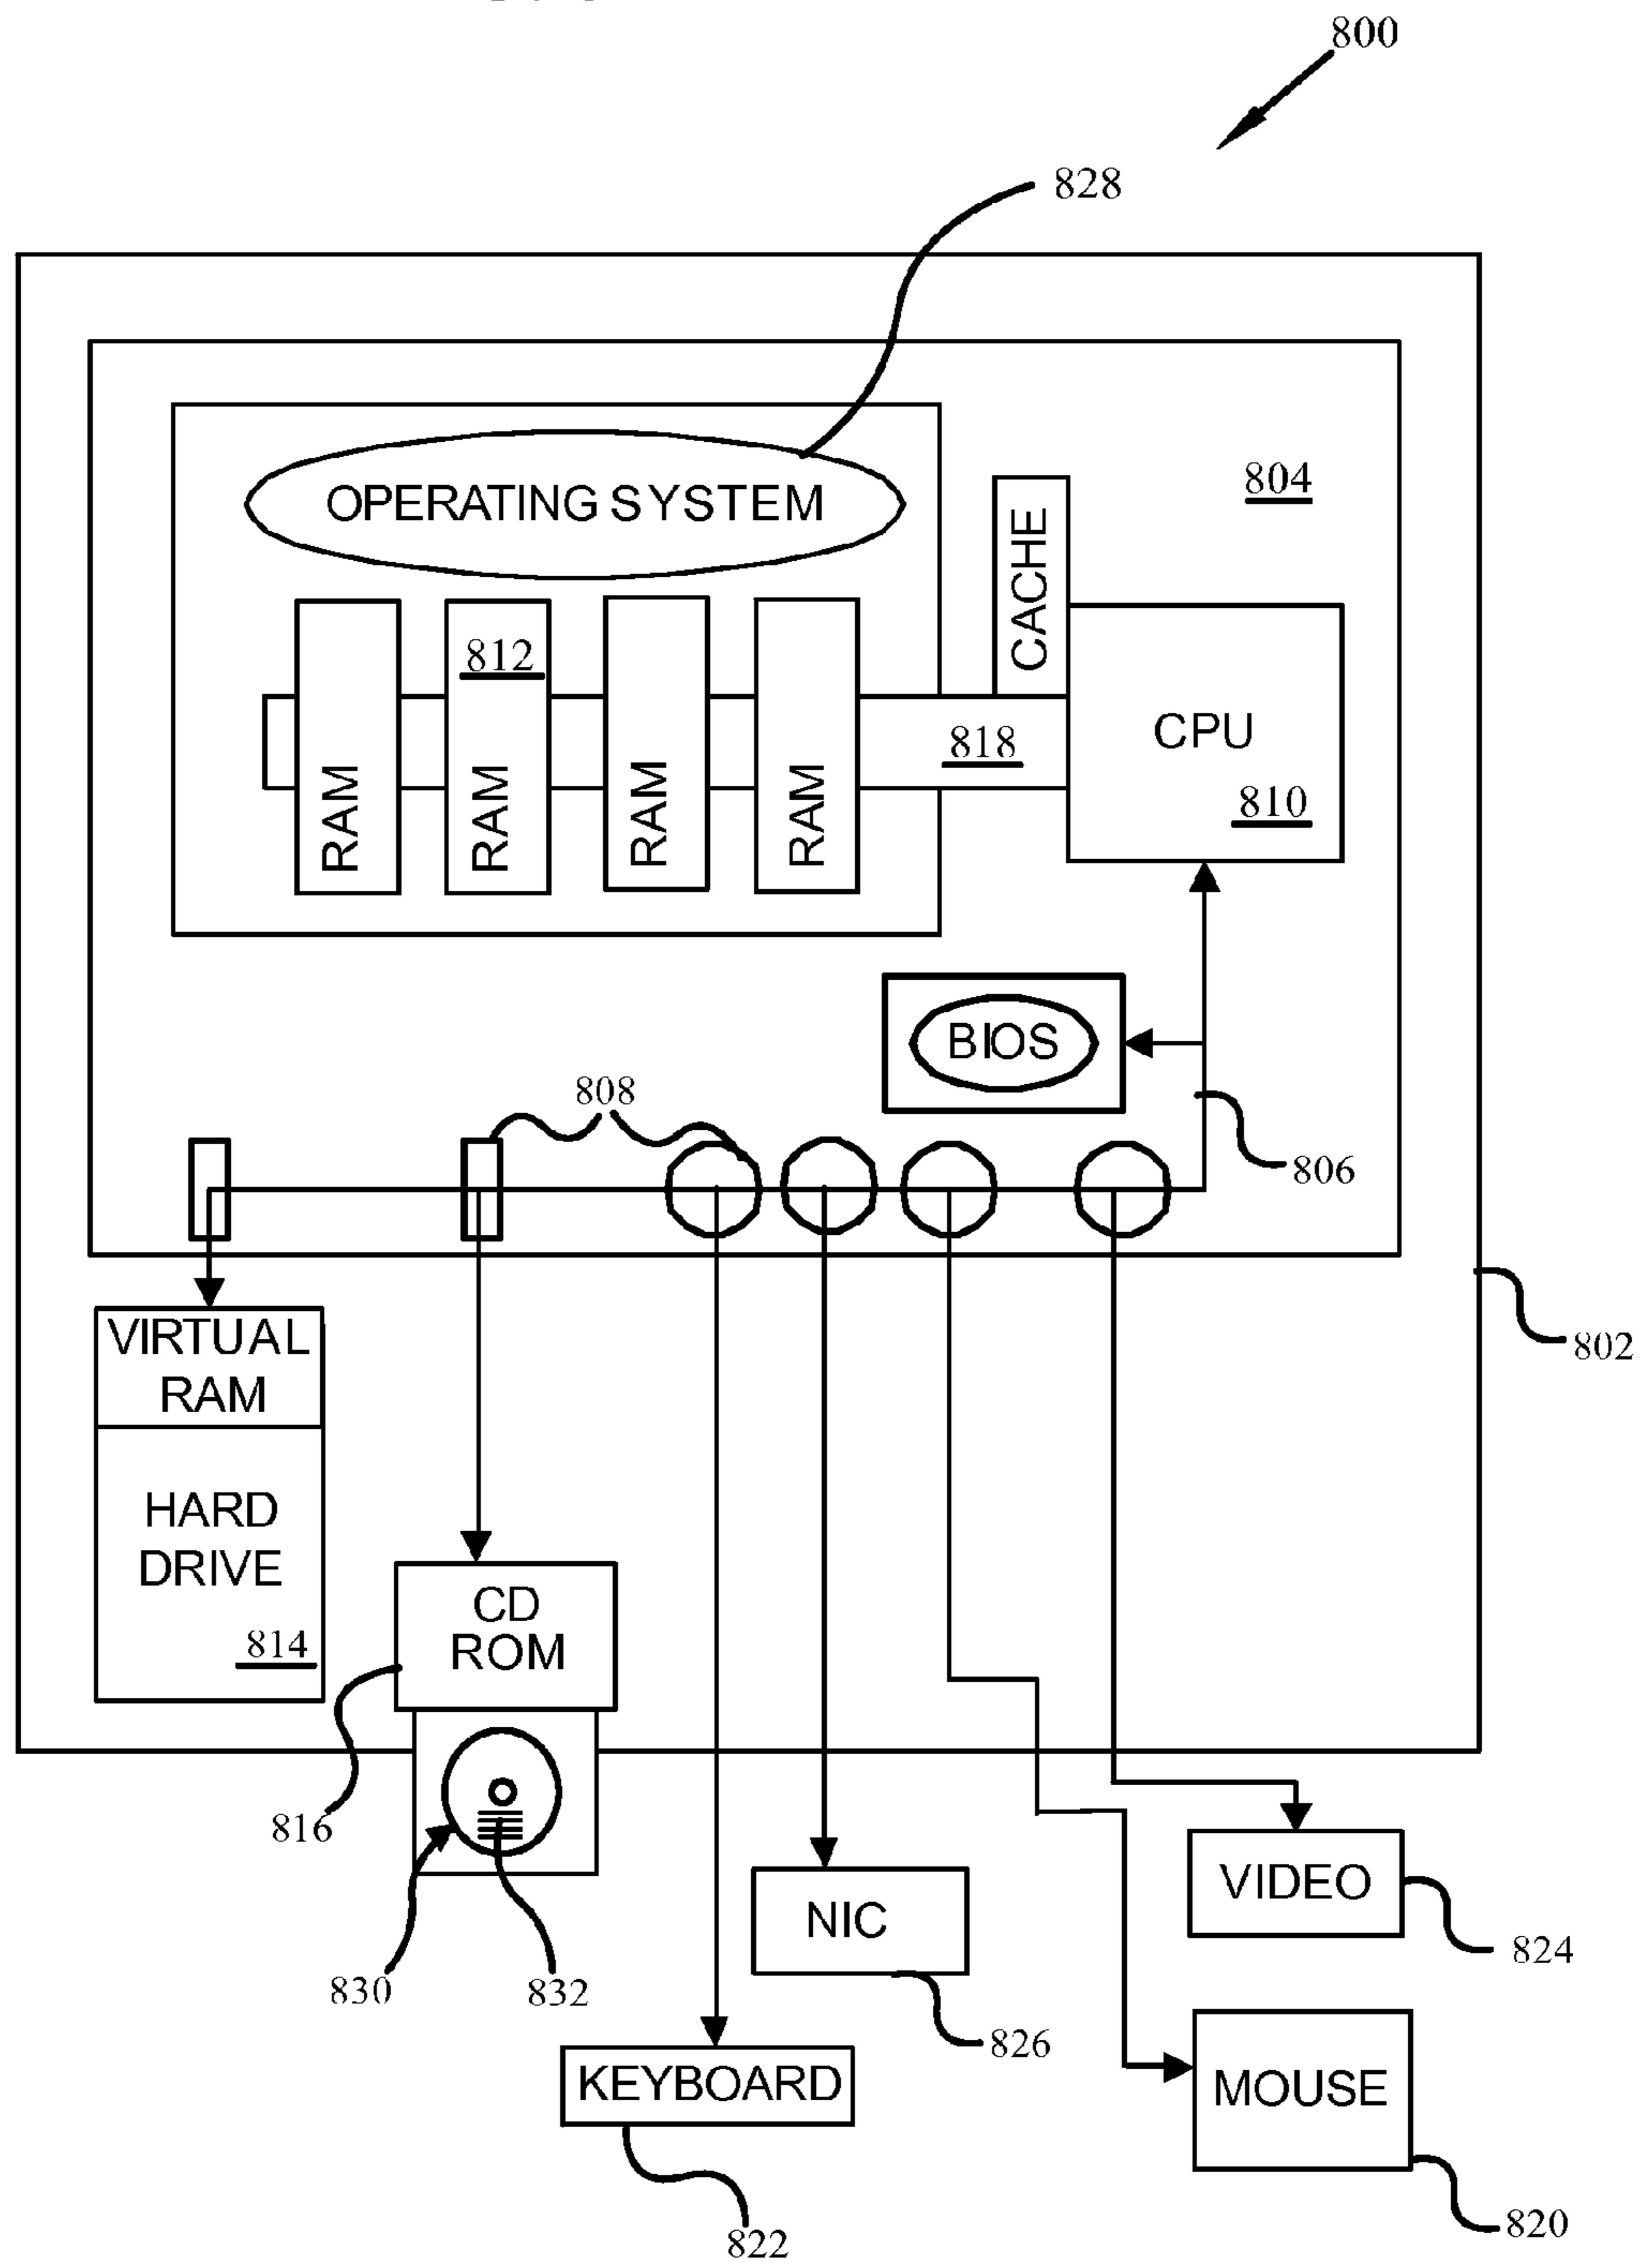 800
828
OPERATING SYSTEM
804
CACHE
812
RAM
RAM
RAM
RAM
818
CPU
810
BIOS
808
806
802
VIRTUAL
RAM
HARD
DRIVE
814
CD
ROM
816
830
832
NIC
826
VIDEO
824
KEYBOARD
822
MOUSE
820